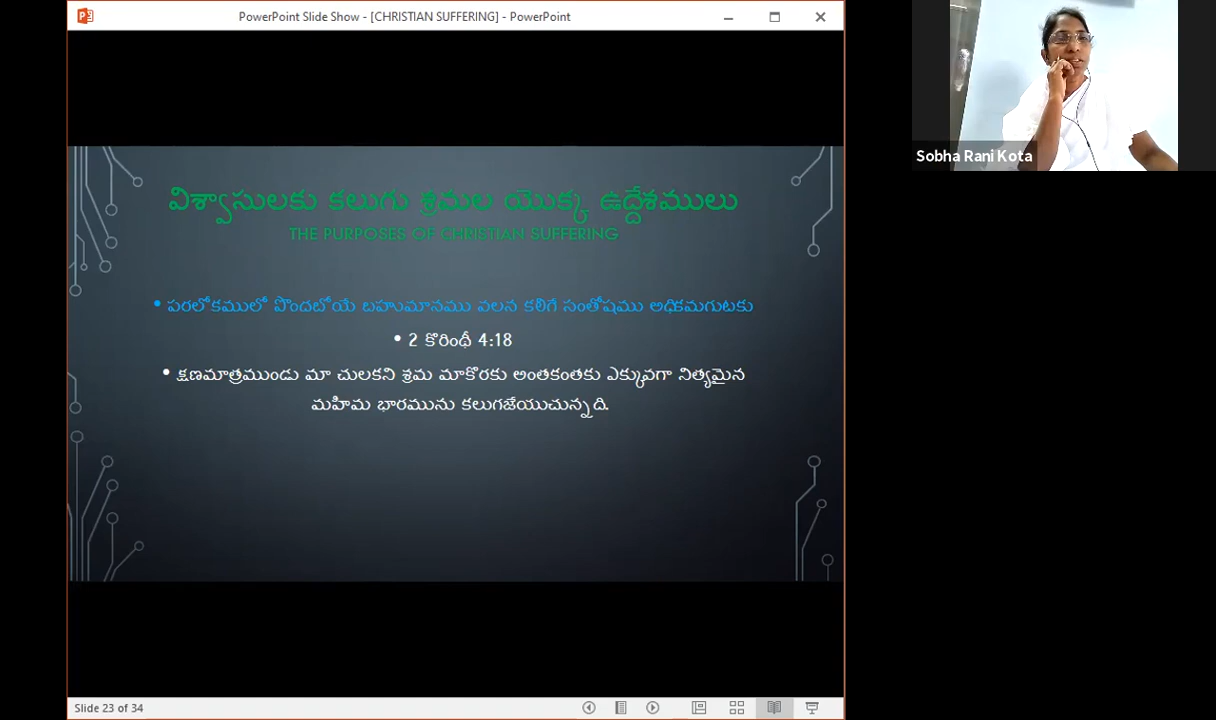 PowerPoint Slide Show - [CHRISTIAN SUFFERING] - PowerPoint
విశ్వాసులకు కలుగు శ్రమల యొక్క ఉద్దేశములు
THE PURPOSES OF CHRISTIAN SUFFERING
• పరలోకములో పొందబోయే బహుమానము వలన కలిగే సంతోషము అధికమగుటకు
• 2 కొరింథీ 4:18
• క్షణమాత్రముండు మా చులకని శ్రమ మాకొరకు అంతకంతకు ఎక్కువగా నిత్యమైన
మహిమ భారమును కలుగజేయుచున్నది.
Slide 23 of 34
Sobha Rani Kota